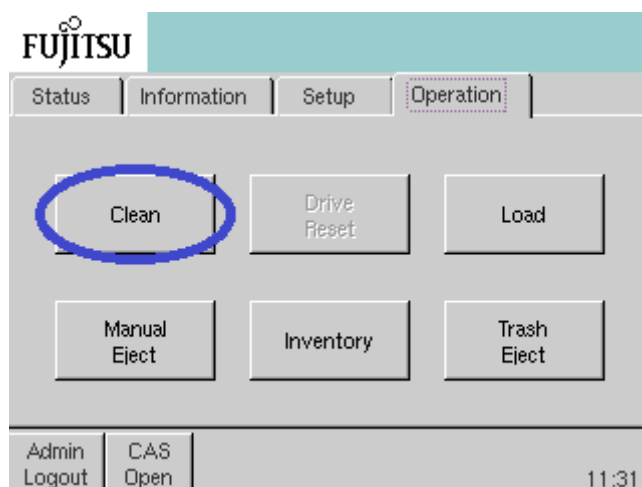 FUJITSU
Status Information Setup Operation
Clean
Drive
Reset
Load
Manual
Eject
Inventory
Trash
Eject
Admin
Logout
CAS
Open
11:31